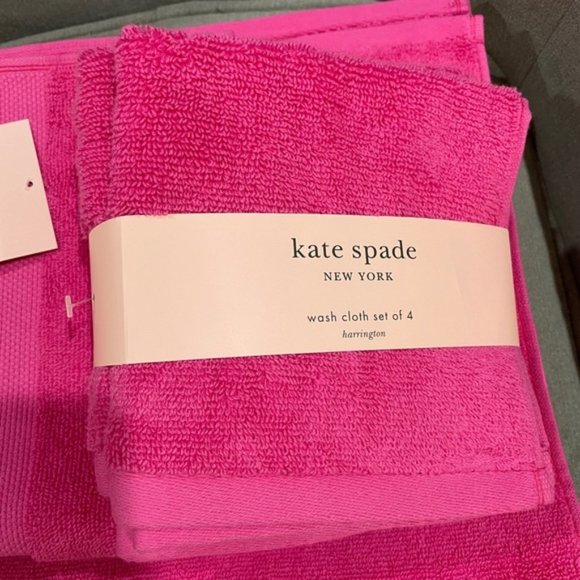 kate spade
NEW YORK
wash cloth set of 4
harrington